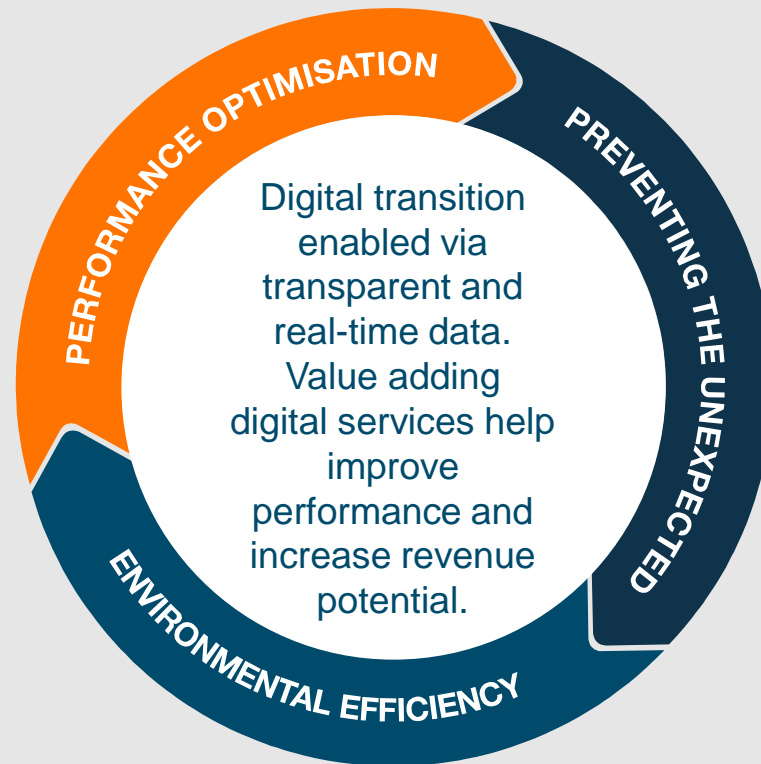 PERFORMANCE OPTIMISATION
PREVENTING THE UNEXPECTED
Digital transition
enabled via
transparent and
real-time data.
Value adding
digital services help
improve
performance and
increase revenue
potential.
ENVIRONMENTAL EFFICIENCY